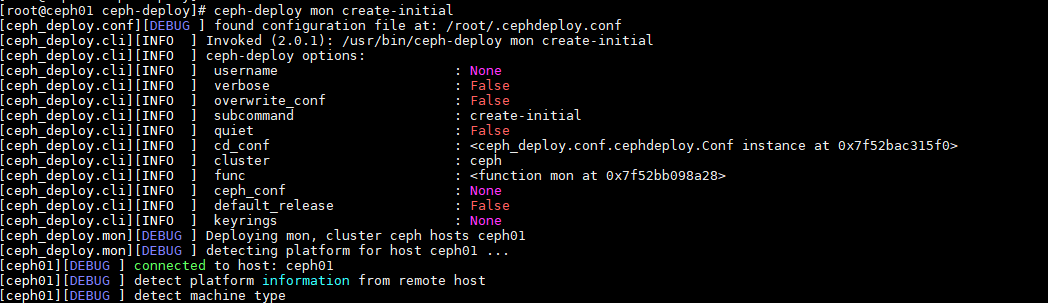 [root@ceph01 ceph-deploy]# ceph-deploy mon create-initial
[ceph_deploy.conf][DEBUG ] found configuration file at: /root/.cephdeploy.conf
[ceph_deploy.cli][INFO  ] Invoked (2.0.1): /usr/bin/ceph-deploy mon create-initial
[ceph_deploy.cli][INFO  ] ceph-deploy options:
[ceph_deploy.cli][INFO  ]  username                      : None
[ceph_deploy.cli][INFO  ]  verbose                       : False
[ceph_deploy.cli][INFO  ]  overwrite_conf                : False
[ceph_deploy.cli][INFO  ]  subcommand                    : create-initial
[ceph_deploy.cli][INFO  ]  quiet                         : False
[ceph_deploy.cli][INFO  ]  cd_conf                       : <ceph_deploy.conf.cephdeploy.Conf instance at 0x7f52bac315f0>
[ceph_deploy.cli][INFO  ]  cluster                       : ceph
[ceph_deploy.cli][INFO  ]  func                          : <function mon at 0x7f52bb098a28>
[ceph_deploy.cli][INFO  ]  ceph_conf                     : None
[ceph_deploy.cli][INFO  ]  default_release               : False
[ceph_deploy.cli][INFO  ]  keyrings                      : None
[ceph_deploy.mon][DEBUG ] Deploying mon, cluster ceph hosts ceph01
[ceph_deploy.mon][DEBUG ] detecting platform for host ceph01 ...
[ceph01][DEBUG ] connected to host: ceph01
[ceph01][DEBUG ] detect platform information from remote host
[ceph01][DEBUG ] detect machine type